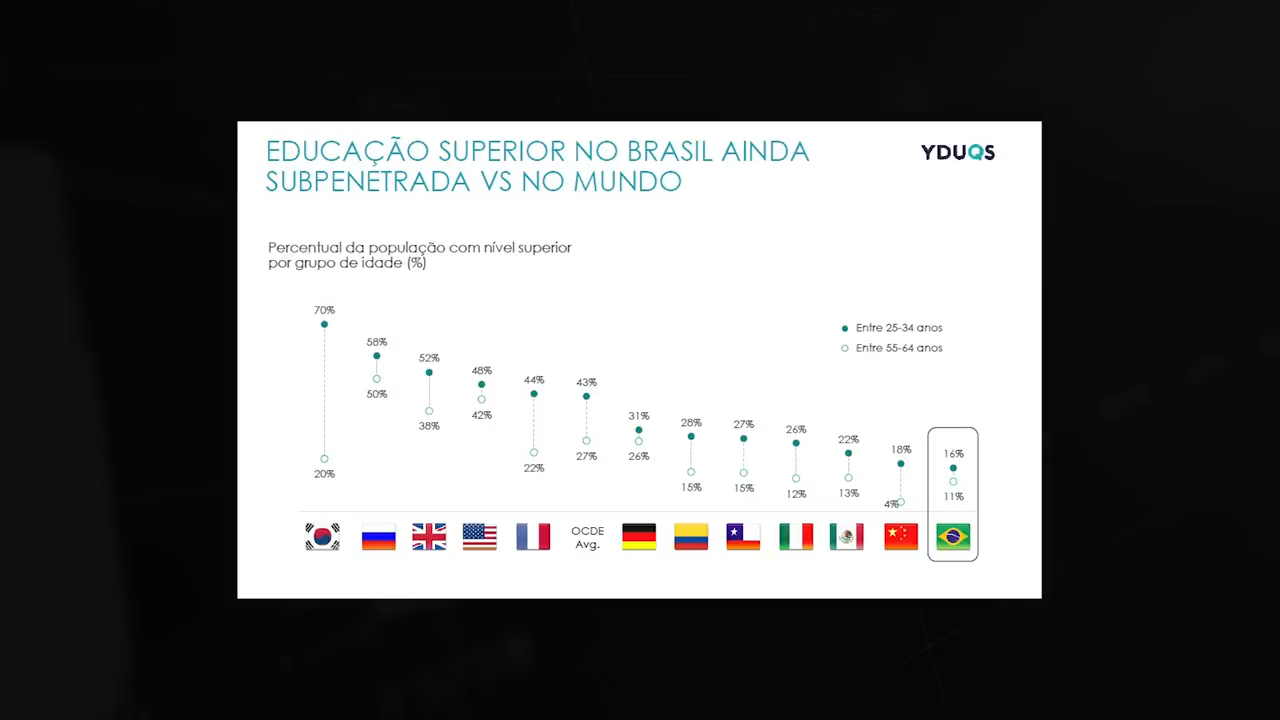 EDUCAÇÃO SUPERIOR NO BRASIL AINDA
SUBPENETRADA VS NO MUNDO
YDUQS
Percentual da população com nível superior
por grupo de idade (%)
Entre 25-34 anos
Entre 55-64 anos
70%
58%
52%
48%
44%
43%
31%
28%
27%
26%
22%
18%
16%
20%
50%
38%
42%
22%
27%
26%
15%
15%
12%
13%
4%
11%
OCDE
Avg.